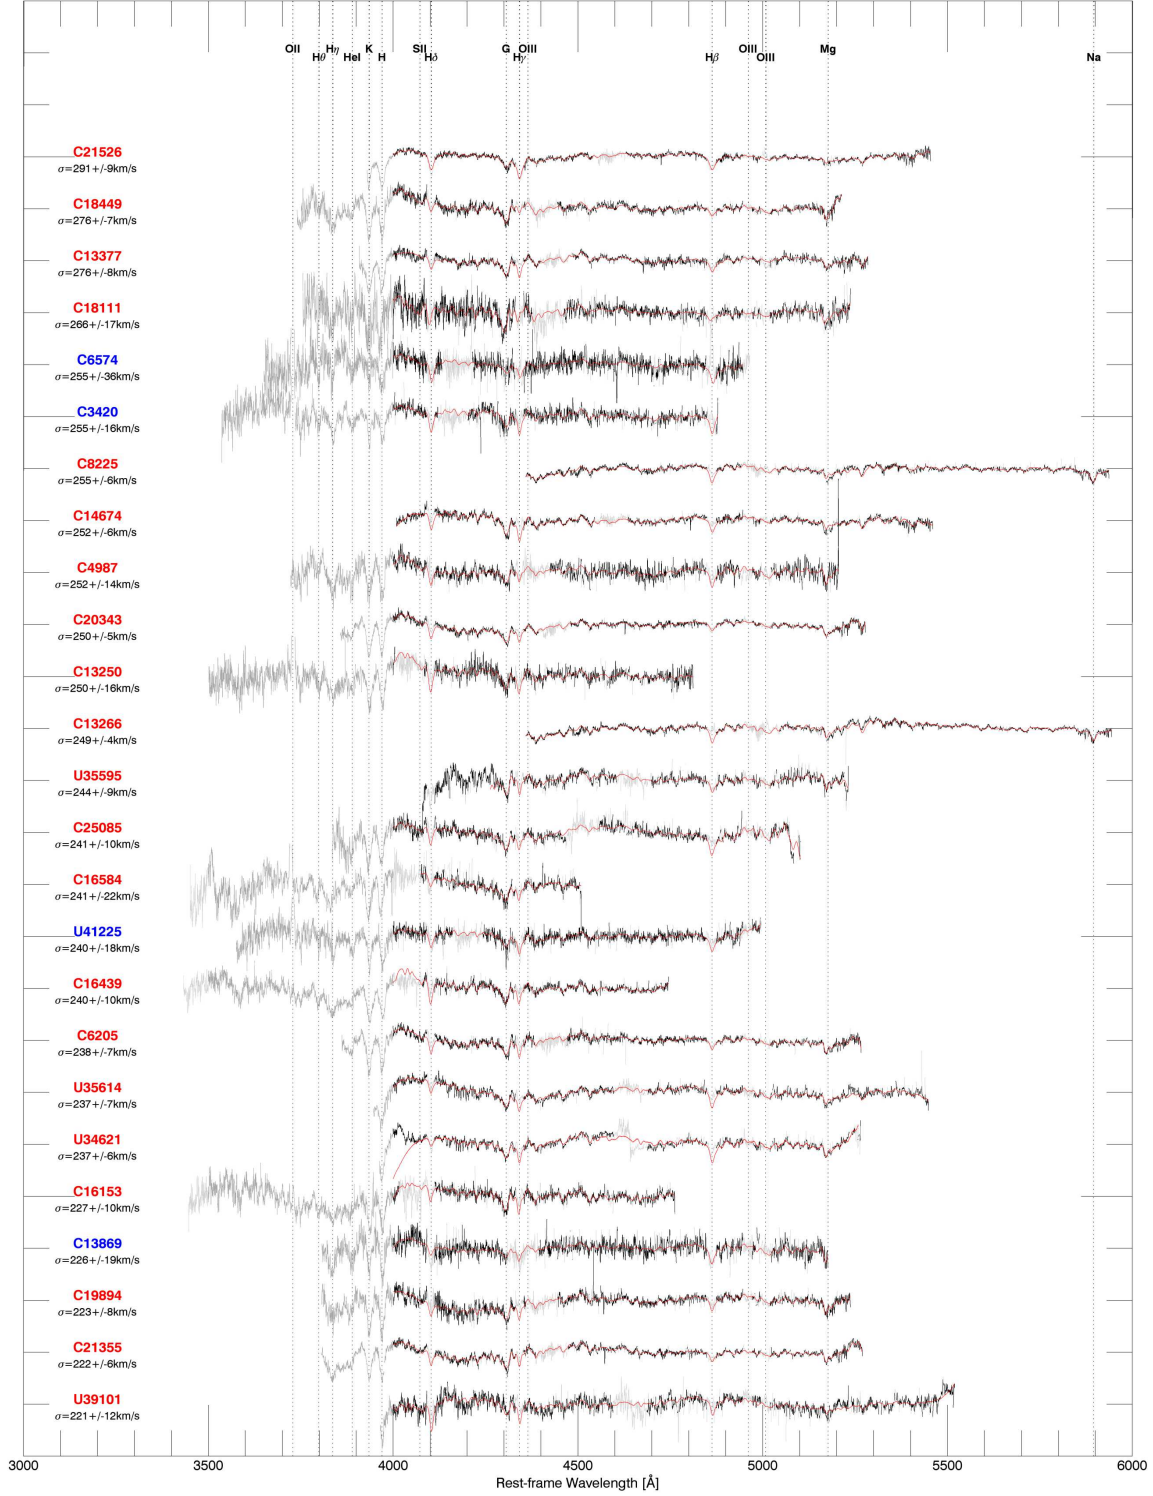 OII Hθ Hη HeI K H SII Hδ G Hγ OIII Hβ OIII OIII Mg Na
C21526
σ=291+/-9km/s
C18449
σ=276+/-7km/s
C13377
σ=276+/-8km/s
C18111
σ=266+/-17km/s
C6574
σ=255+/-36km/s
C3420
σ=255+/-16km/s
C8225
σ=255+/-6km/s
C14674
σ=252+/-6km/s
C4987
σ=252+/-14km/s
C20343
σ=250+/-5km/s
C13250
σ=250+/-16km/s
C13266
σ=249+/-4km/s
U35595
σ=244+/-9km/s
C25085
σ=241+/-10km/s
C16584
σ=241+/-22km/s
U41225
σ=240+/-18km/s
C16439
σ=240+/-10km/s
C6205
σ=238+/-7km/s
U35614
σ=237+/-7km/s
U34621
σ=237+/-6km/s
C16153
σ=227+/-10km/s
C13869
σ=226+/-19km/s
C19894
σ=223+/-8km/s
C21355
σ=222+/-6km/s
U39101
σ=221+/-12km/s
3000 3500 4000 4500 5000 5500 6000
Rest-frame Wavelength [Å]